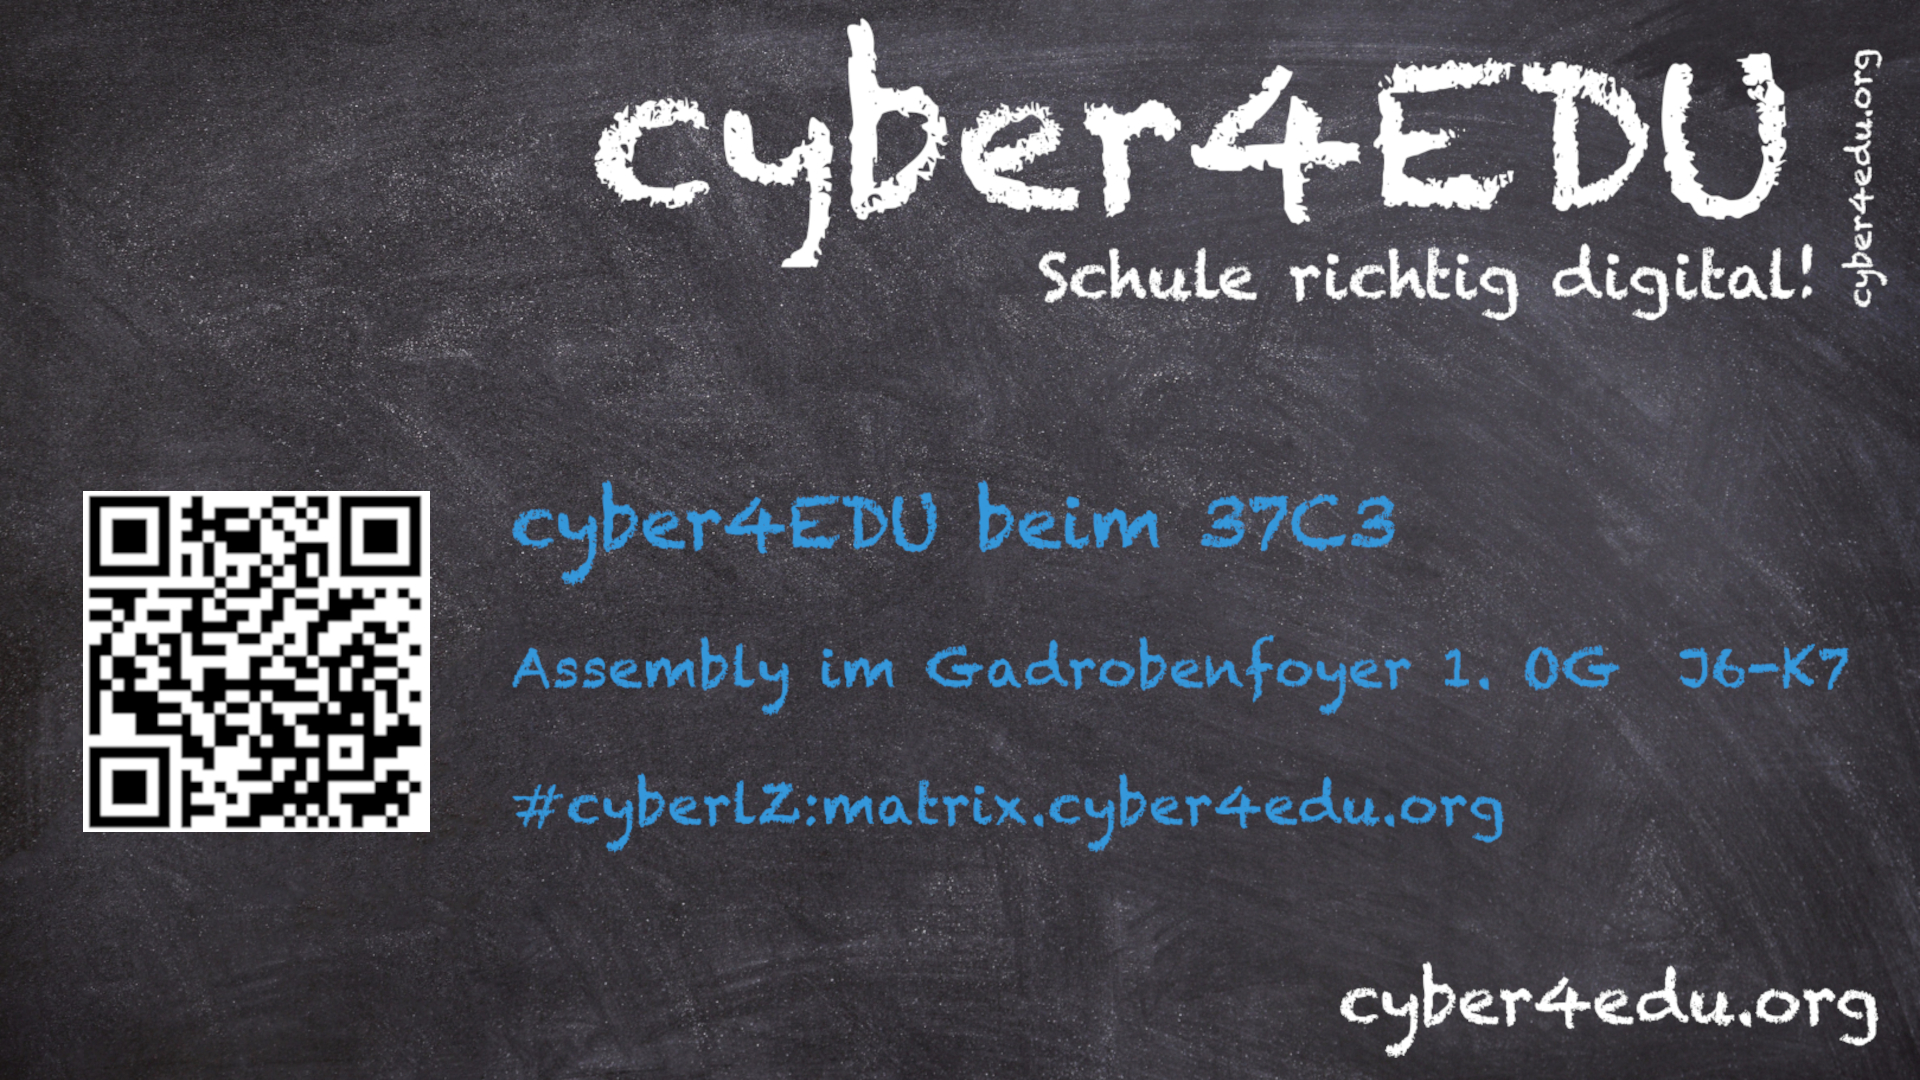 cyber4EDU
Schule richtig digital!
cyber4edu.org
cyber4EDU beim 37C3
Assembly im Gadrobenfoyer 1. OG J6-K7
#cyberlZ:matrix.cyber4edu.org
cyber4edu.org